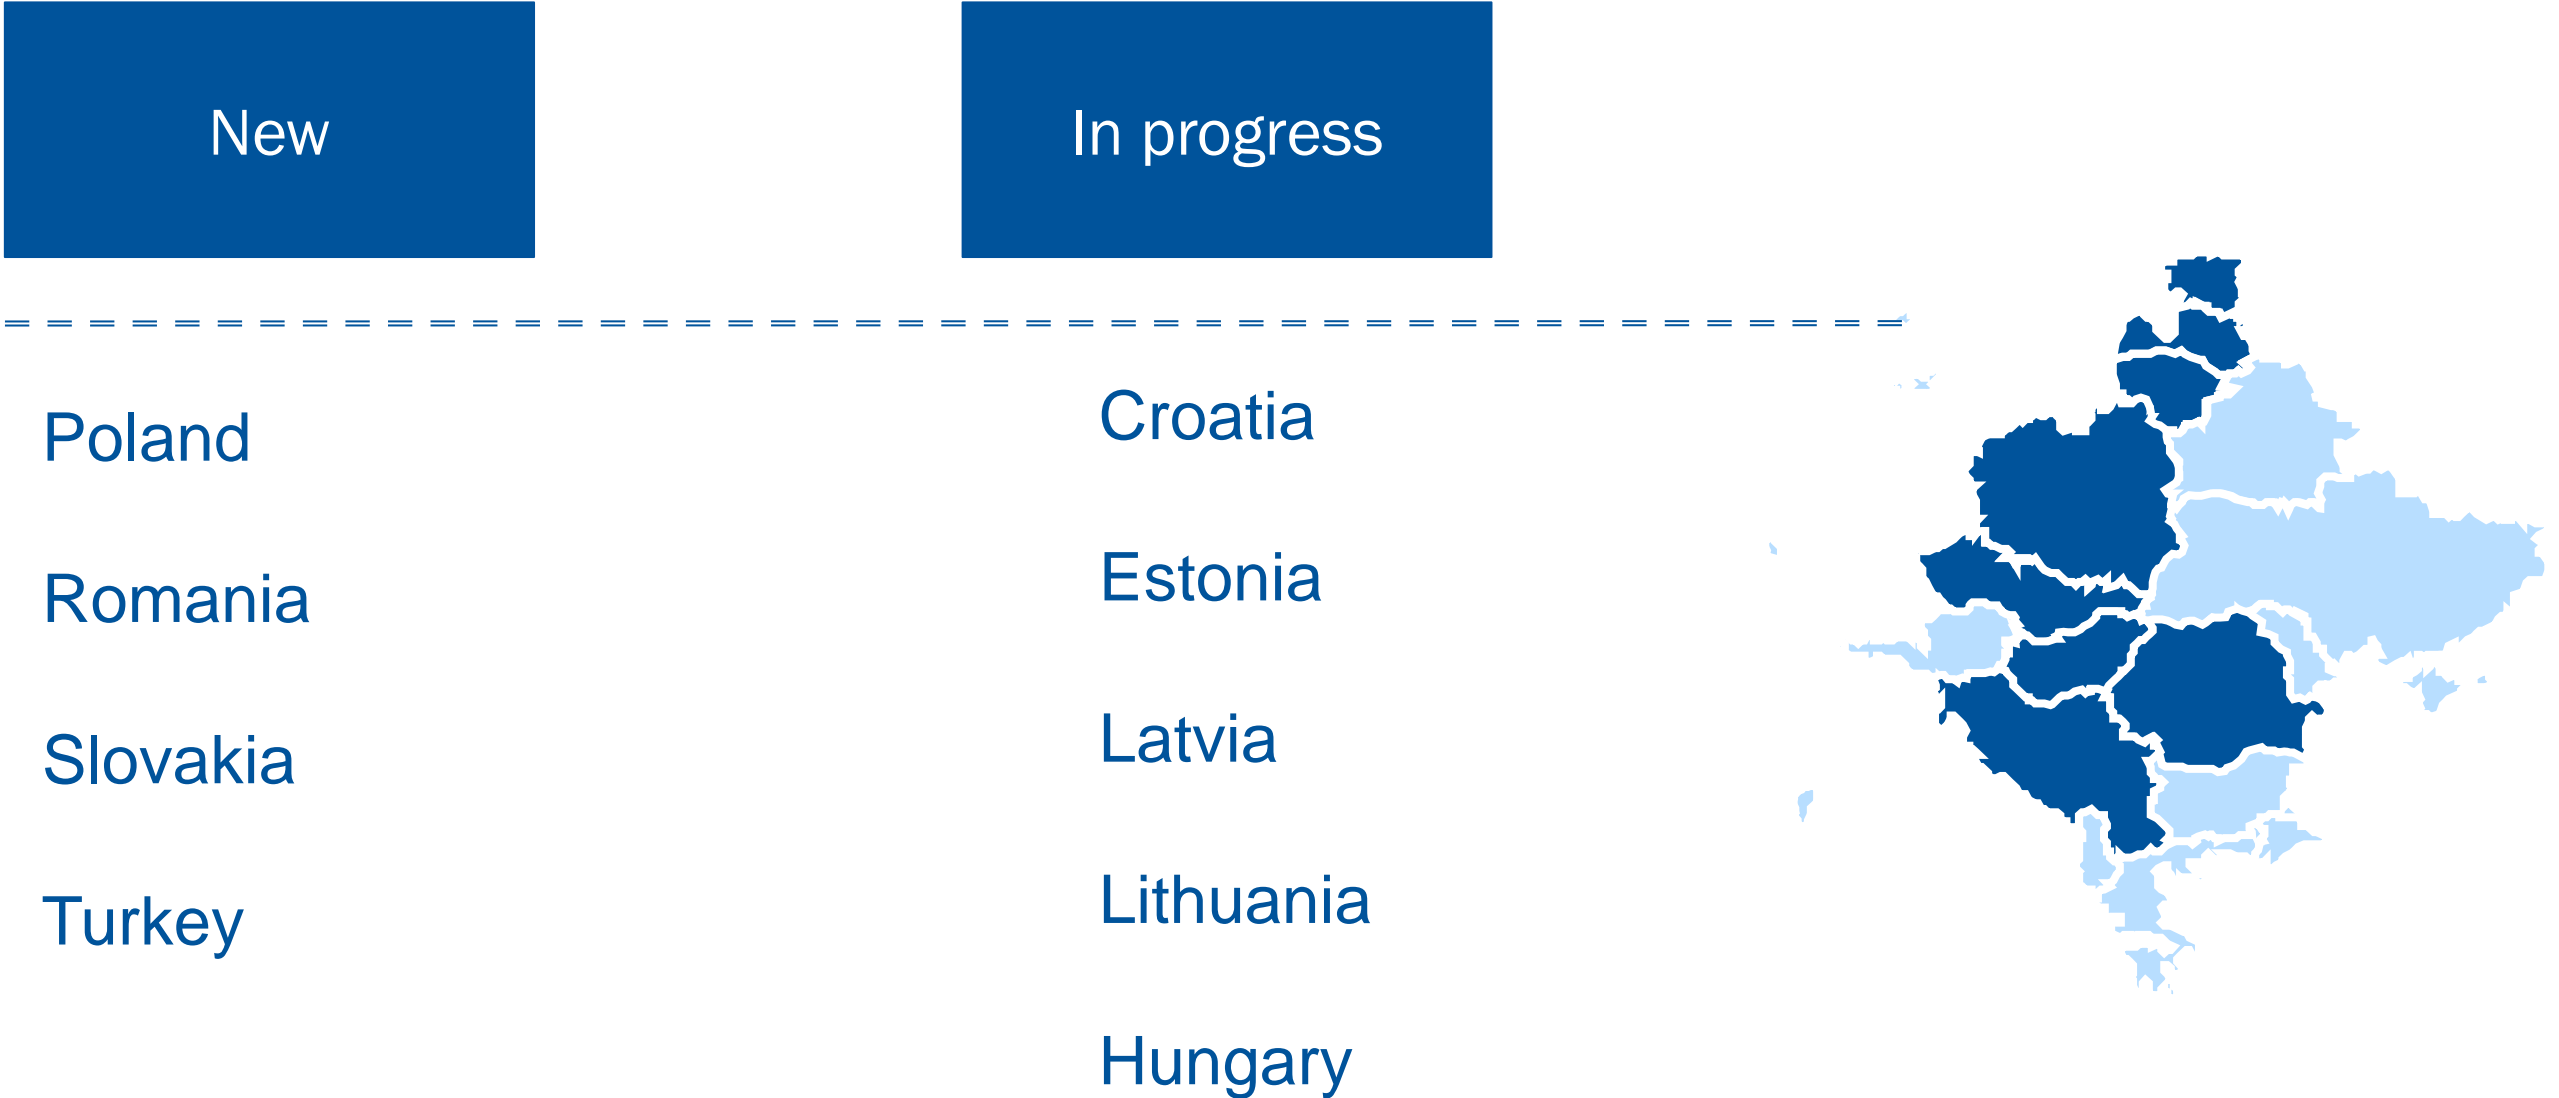 New
In progress
Poland
Romania
Slovakia
Turkey
Croatia
Estonia
Latvia
Lithuania
Hungary